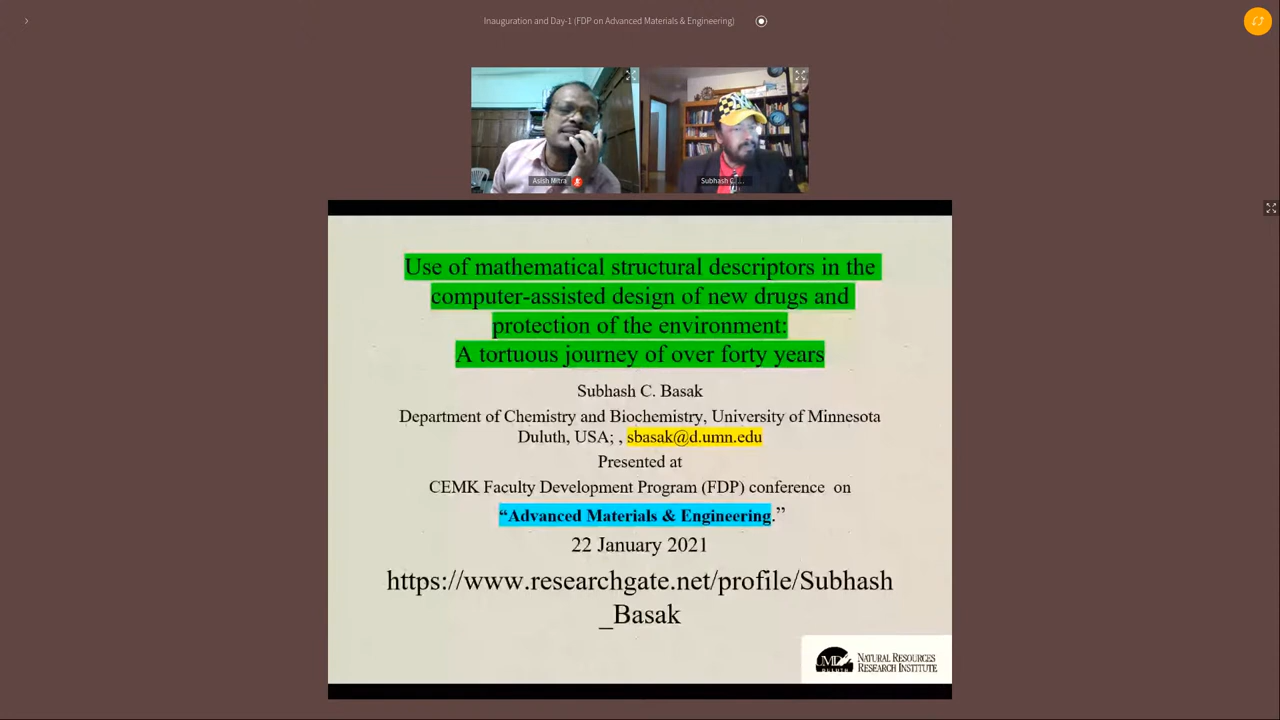 Inauguration and Day-1 (FDP on Advanced Materials & Engineering)
Asish Mitra
Subhash C. ...
Use of mathematical structural descriptors in the
computer-assisted design of new drugs and
protection of the environment:
A tortuous journey of over forty years
Subhash C. Basak
Department of Chemistry and Biochemistry, University of Minnesota
Duluth, USA; , sbasak@d.umn.edu
Presented at
CEMK Faculty Development Program (FDP) conference on
“Advanced Materials & Engineering.”
22 January 2021
https://www.researchgate.net/profile/Subhash
_Basak
UMD
DULUTH
NATURAL RESOURCES
RESEARCH INSTITUTE